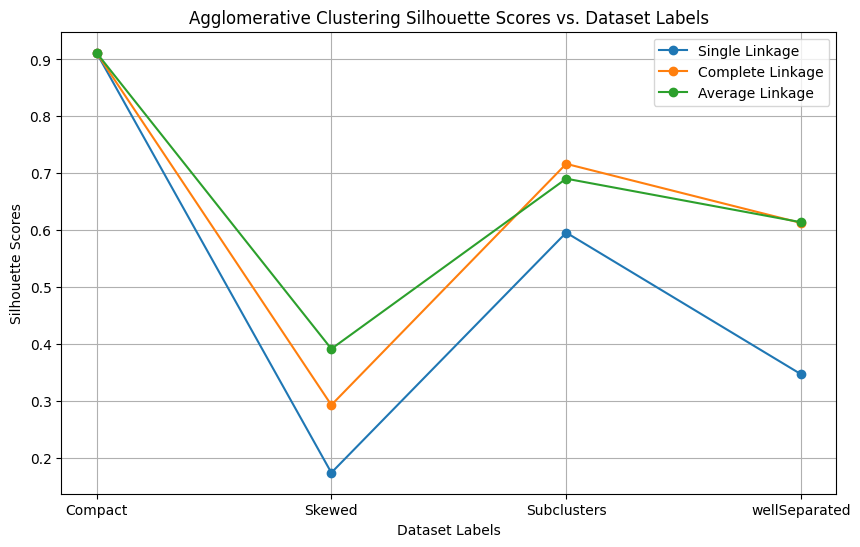 Agglomerative Clustering Silhouette Scores vs. Dataset Labels
Single Linkage
Complete Linkage
Average Linkage
Silhouette Scores
0.9
0.8
0.7
0.6
0.5
0.4
0.3
0.2
Compact
Skewed
Subclusters
wellSeparated
Dataset Labels